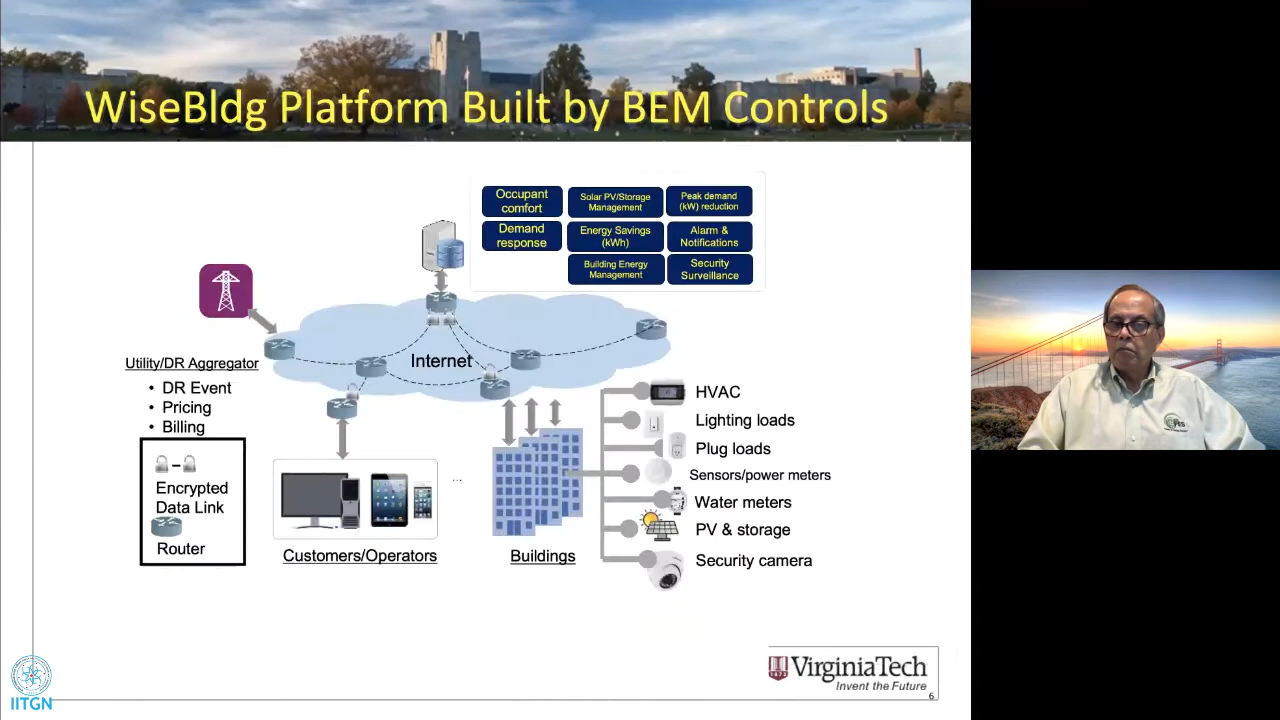 WiseBldg Platform Built by BEM Controls
Occupant
comfort
Solar PV/Storage
Management
Peak demand
(kW) reduction
Demand
response
Energy Savings
(kWh)
Alarm &
Notifications
Building Energy
Management
Security
Surveillance
Internet
Utility/DR Aggregator
• DR Event
• Pricing
• Billing
Encrypted
Data Link
Router
Customers/Operators
...
Buildings
HVAC
Lighting loads
Plug loads
Sensors/power meters
Water meters
PV & storage
Security camera
VirginiaTech
1872
Invent the Future
6
IITGN
PES